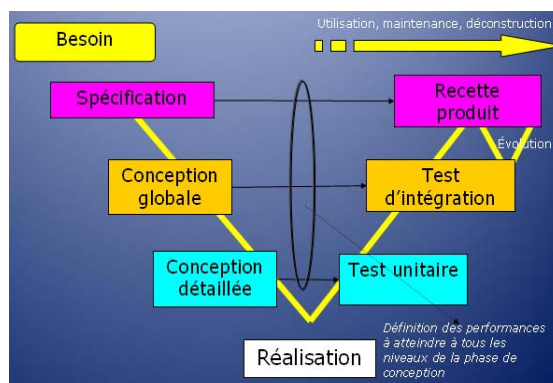 Utilisation, maintenance, déconstruction
Besoin
Spécification
Recette
produit
Évolution
Conception
globale
Test
d'intégration
Conception
détaillée
Test unitaire
Réalisation
Définition des performances
à atteindre à tous les
niveaux de la phase de
conception